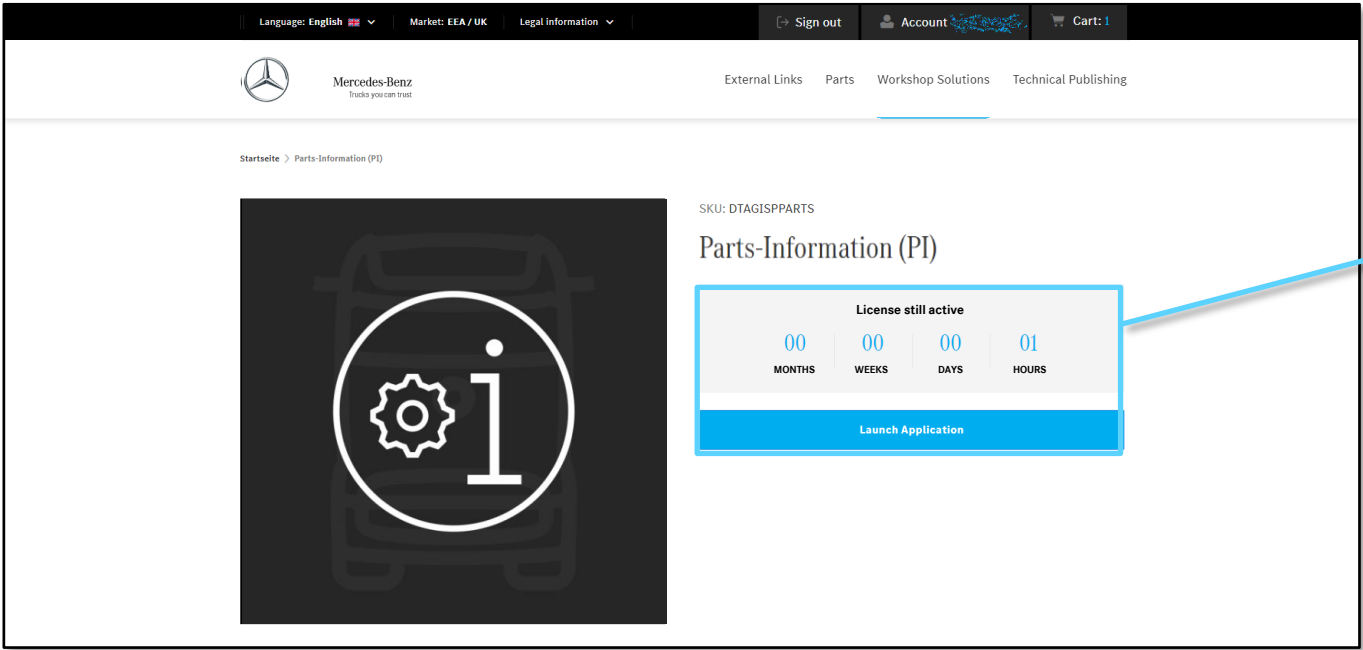 Language: English Market: EEA / UK Legal information Sign out Account Cart: 1
Mercedes-Benz
Trucks you can trust
External Links Parts Workshop Solutions Technical Publishing
Startseite > Parts-Information (PI)
SKU: DTAGISPPARTS
Parts-Information (PI)
License still active
00 00 00 01
MONTHS WEEKS DAYS HOURS
Launch Application